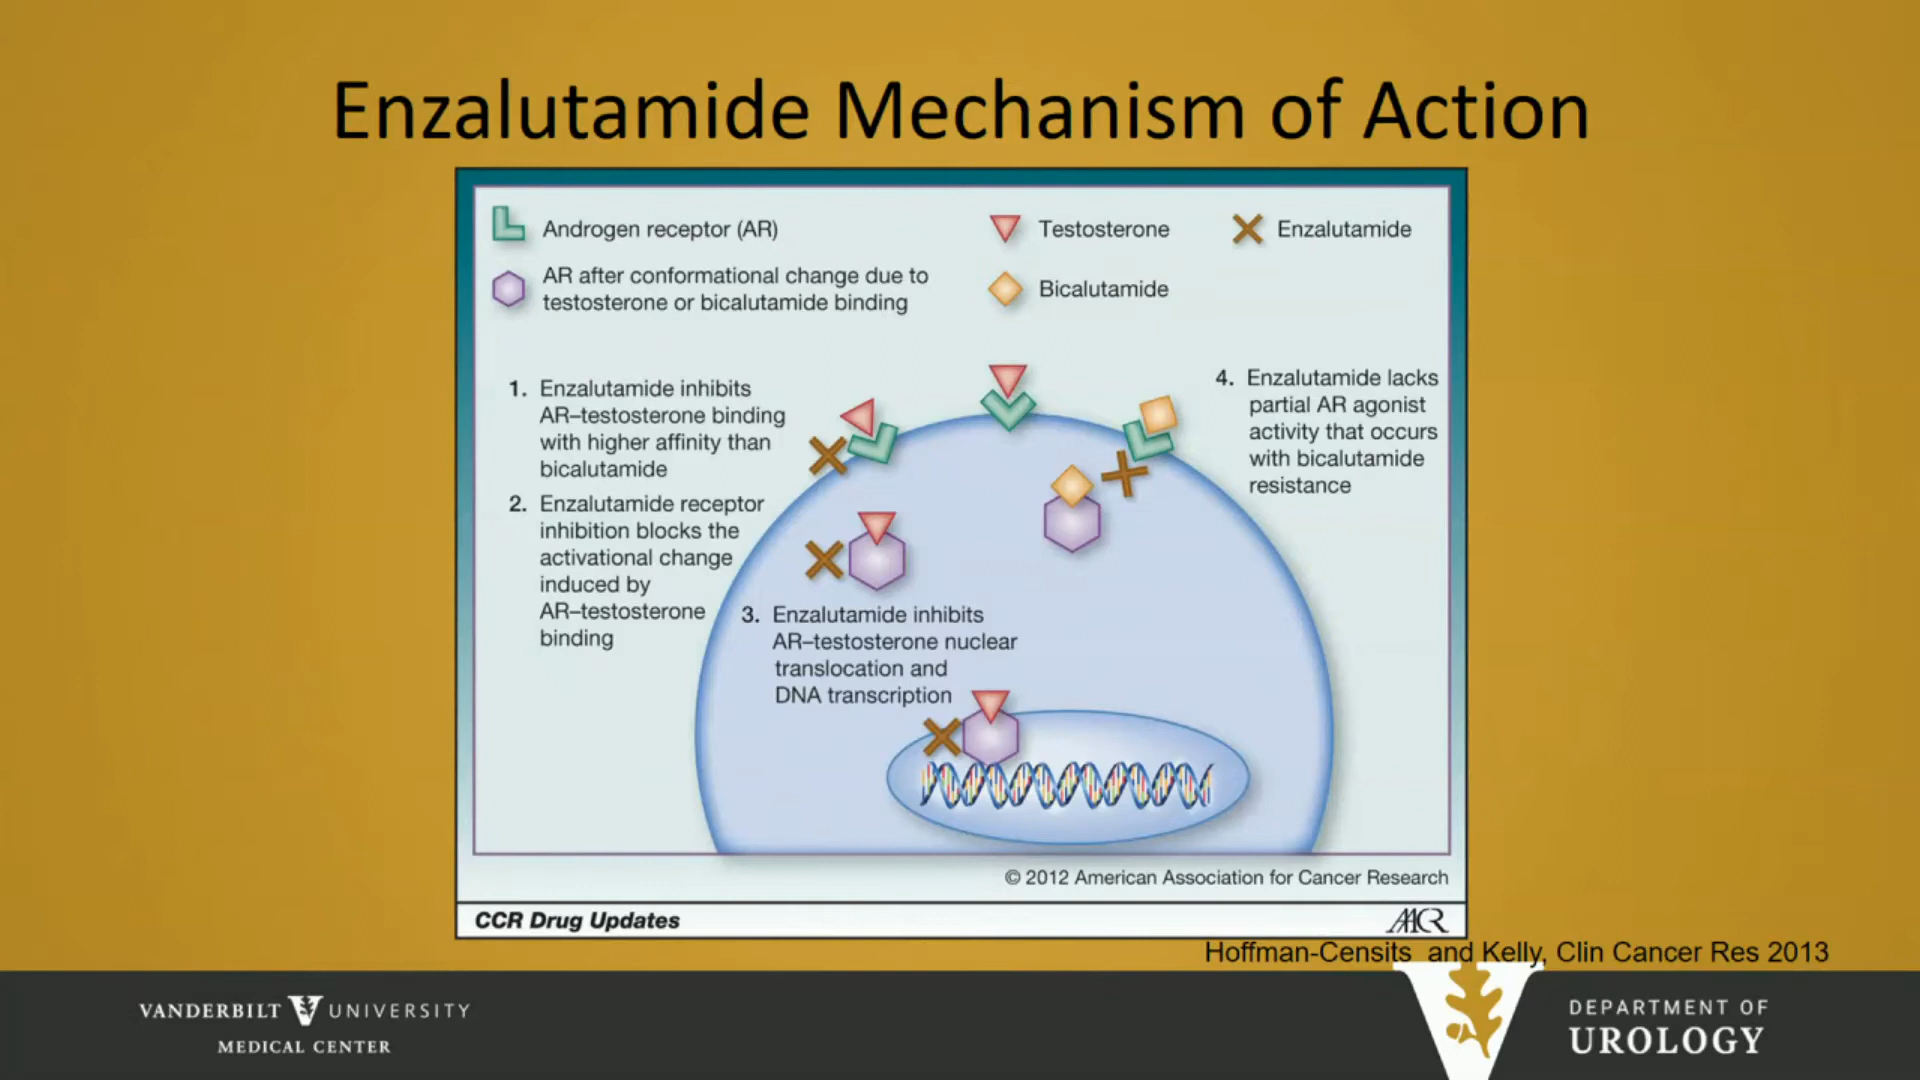 Enzalutamide Mechanism of Action
Androgen receptor (AR)
Testosterone
Enzalutamide
AR after conformational change due to
testosterone or bicalutamide binding
Bicalutamide
1. Enzalutamide inhibits
AR–testosterone binding
with higher affinity than
bicalutamide
2. Enzalutamide receptor
inhibition blocks the
activational change
induced by
AR–testosterone
binding
3. Enzalutamide inhibits
AR–testosterone nuclear
translocation and
DNA transcription
4. Enzalutamide lacks
partial AR agonist
activity that occurs
with bicalutamide
resistance
© 2012 American Association for Cancer Research
CCR Drug Updates
AACR
Hoffman-Censits and Kelly, Clin Cancer Res 2013
VANDERBILT V UNIVERSITY
MEDICAL CENTER
DEPARTMENT OF
UROLOGY